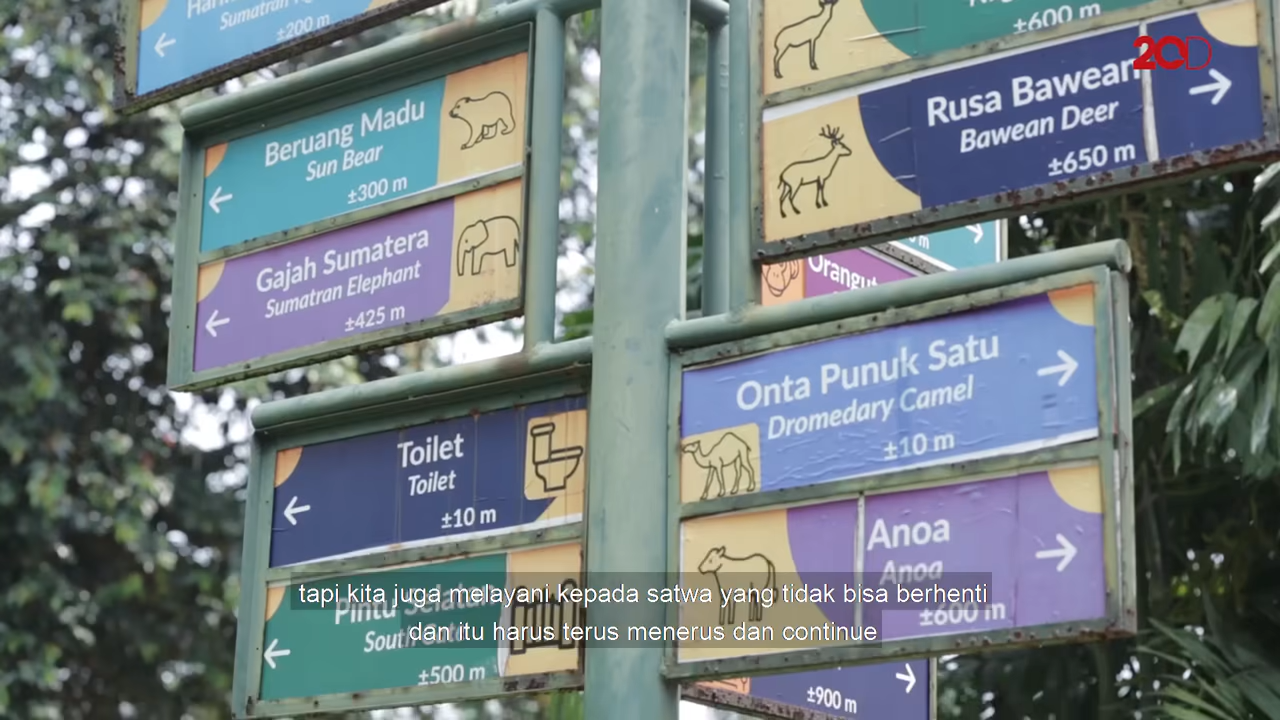 Sumatran
±200 m
Beruang Madu
Sun Bear
±300 m
Gajah Sumatera
Sumatran Elephant
±425 m
Toilet
Toilet
±10 m
Pintu Selatan
South Gate
±500 m
±600 m
20D
Rusa Bawean
Bawean Deer
±650 m
Orangut
Onta Punuk Satu
Dromedary Camel
±10 m
Anoa
Anoa
±600 m
±900 m
tapi kita juga melayani kepada satwa yang tidak bisa berhenti
dan itu harus terus menerus dan continue